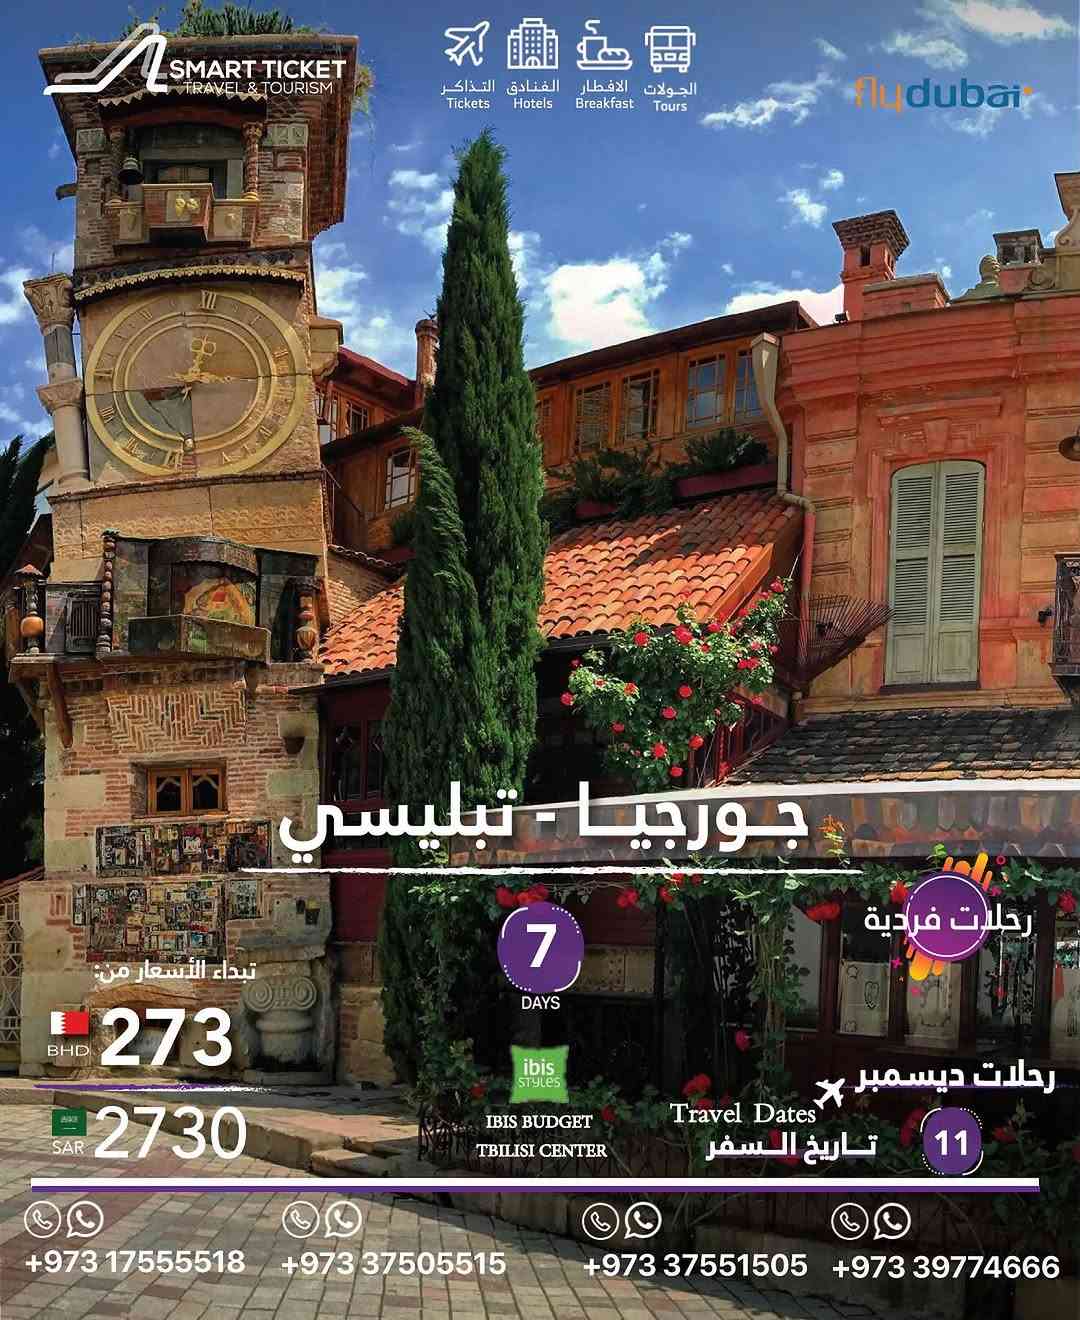 SMART TICKET
TRAVEL & TOURISM
التذاكر
Tickets
الفنادق
Hotels
الافطار
Breakfast
الجولات
Tours
flydubai
جورجيا - تبليسي
رحلات فردية
7
DAYS
تبداء الأسعار من:
BHD 273
SAR 2730
ibis
STYLES
IBIS BUDGET
TBILISI CENTER
رحلات ديسمبر
Travel Dates
تاريخ السفر
11
+973 17555518
+973 37505515
+973 37551505
+973 39774666